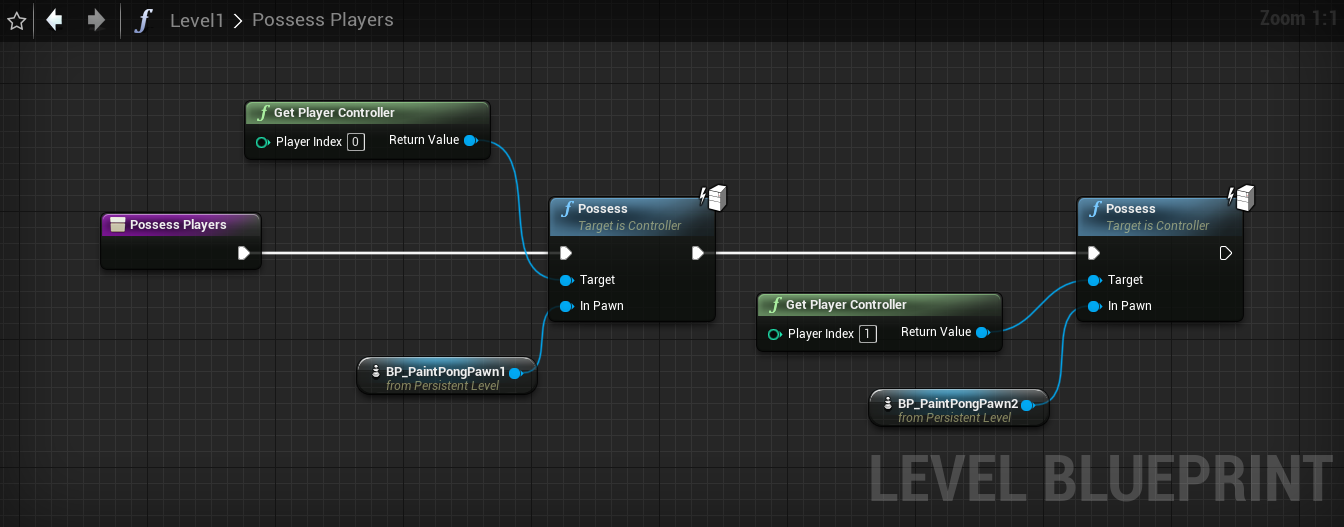 Level1 > Possess Players
Zoom 1:1
f Get Player Controller
Player Index 0 Return Value
Possess Players
f Possess
Target is Controller
Target
In Pawn
BP_PaintPongPawn1
from Persistent Level
f Get Player Controller
Player Index 1 Return Value
BP_PaintPongPawn2
from Persistent Level
f Possess
Target is Controller
Target
In Pawn
LEVEL BLUEPRINT